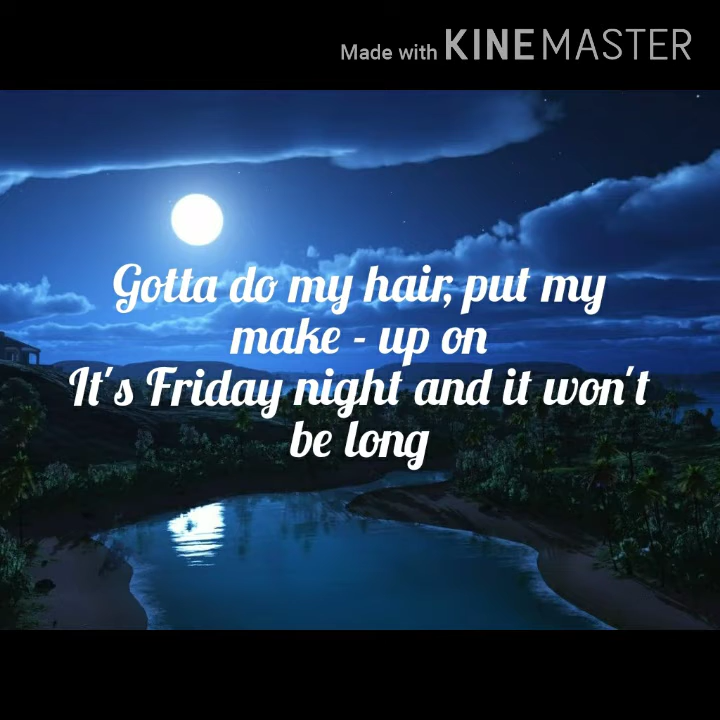 Made with KINEMASTER
Gotta do my hair, put my
make - up on
It's Friday night and it won't
be long